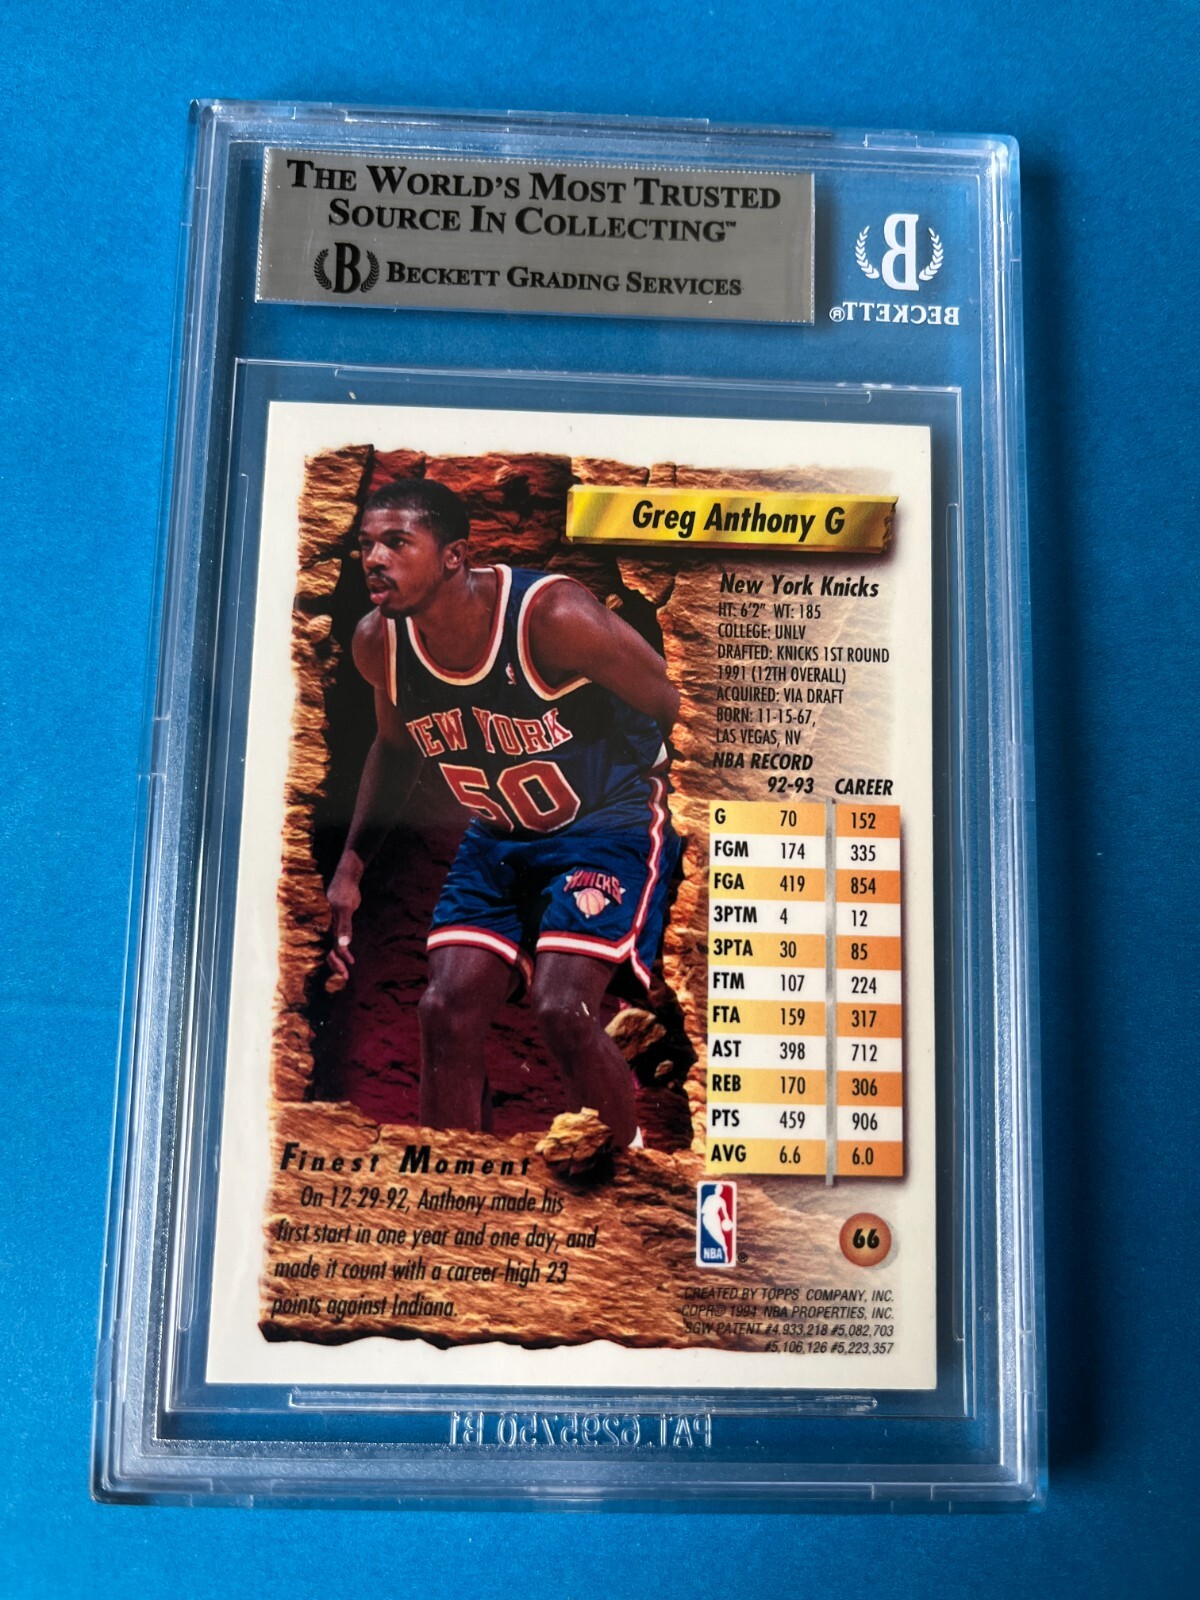 THE WORLD'S MOST TRUSTED
SOURCE IN COLLECTING™
B BECKETT GRADING SERVICES
B
BECKETT®
Greg Anthony G
New York Knicks
HT: 6'2" WT: 185
COLLEGE: UNLV
DRAFTED: KNICKS 1ST ROUND
1991 (12TH OVERALL)
ACQUIRED: VIA DRAFT
BORN: 11-15-67,
LAS VEGAS, NV
NBA RECORD
92-93 CAREER
G 70 152
FGM 174 335
FGA 419 854
3PTM 4 12
3PTA 30 85
FTM 107 224
FTA 159 317
AST 398 712
REB 170 306
PTS 459 906
AVG 6.6 6.0
NEW YORK
50
KNICKS
Finest Moment
On 12-29-92, Anthony made his
first start in one year and one day, and
made it count with a career-high 23
points against Indiana.
NBA ®
66
CREATED BY TOPPS COMPANY, INC.
COPR© 1994 NBA PROPERTIES, INC.
SGW PATENT #4,933,218 #5,082,703
#5,106,126 #5,223,357
PAT. 6295750 B1